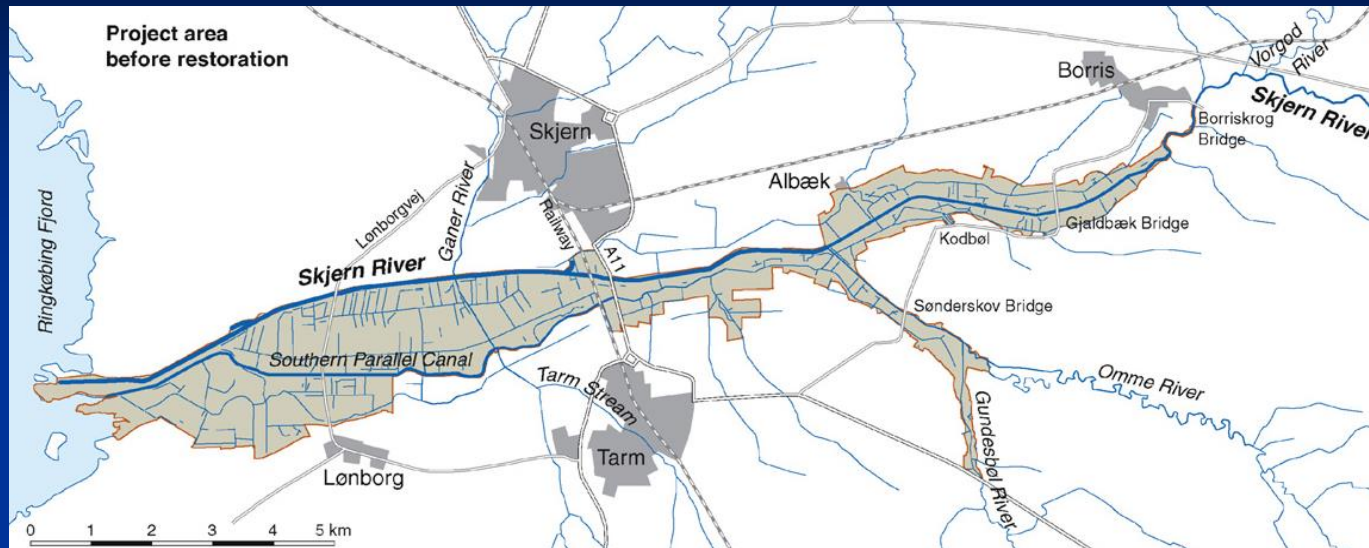 Project area
before restoration
Vorgod
River
Borris
Skjern River
Borriskrog
Bridge
Skjern
Albæk
Ringkøbing Fjord
Lønborgvej
Ganer River
Railway
A11
Kodbøl
Gjaldbæk Bridge
Skjern River
Sønderskov Bridge
Southern Parallel Canal
Tarm Stream
Omme River
Gundesbøl River
Tarm
Lønborg
0 1 2 3 4 5 km